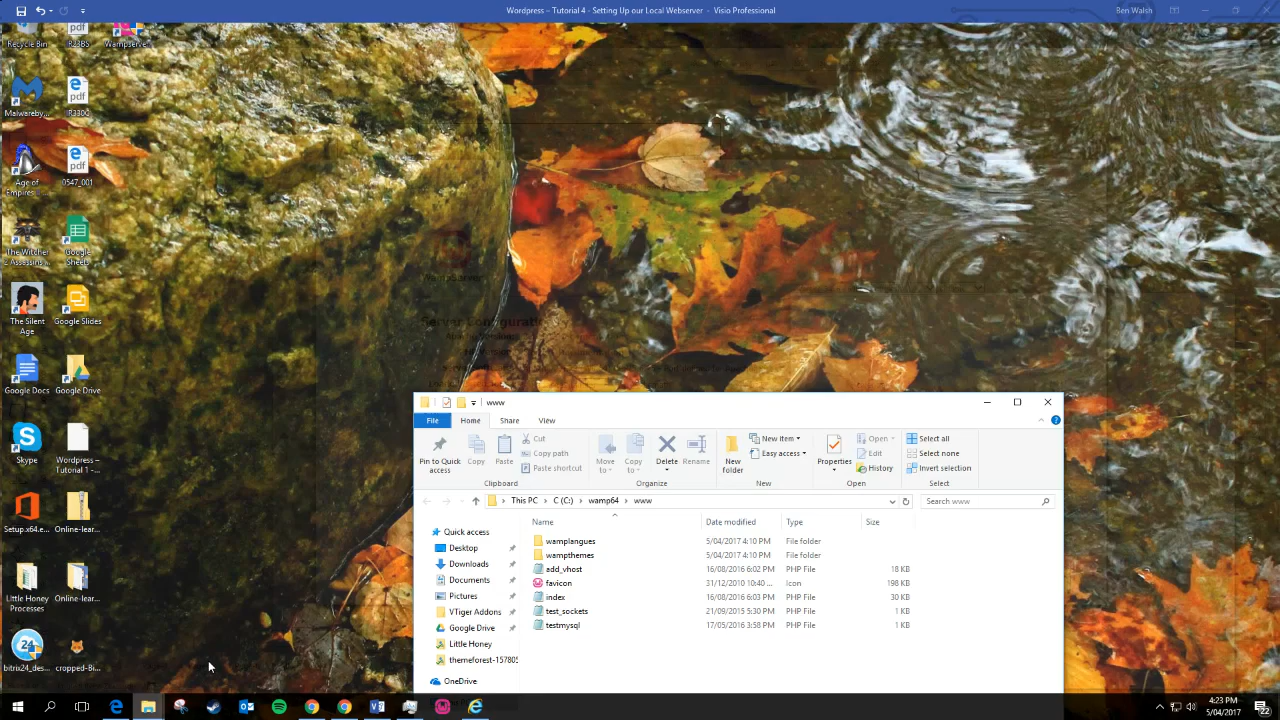 Wordpress – Tutorial 4 - Setting Up our Local Webserver - Visio Professional
Ben Walsh
Recycle Bin
IR3BS
Wampserve...
Malwareby...
IR330C
Age of Empires ...
0547_001
The Witcher 2 Assassins...
Google Sheets
The Silent Age
Google Slides
Google Docs
Google Drive
Skype
Wordpress – Tutorial 1 -...
Setup.x64.e...
Online-lear...
Little Honey Processes
Online-lear...
bitrix24_des...
cropped-Bi...
Wampserver
Server Configuratio
www
File Home Share View
Pin to Quick access
Copy
Paste
Cut
Copy path
Paste shortcut
Clipboard
Move to
Copy to
Delete
Rename
Organize
New folder
New item
Easy access
New
Properties
Open
Edit
History
Open
Select all
Select none
Invert selection
Select
This PC > C (C:) > wamp64 > www
Search www
Quick access
Desktop
Downloads
Documents
Pictures
VTiger Addons
Google Drive
Little Honey
themeforest-157805
OneDrive
Name Date modified Type Size
wamplangues 5/04/2017 4:10 PM File folder
wampthemes 5/04/2017 4:10 PM File folder
add_vhost 16/08/2016 6:02 PM PHP File 18 KB
favicon 31/12/2010 10:40 ... Icon 198 KB
index 16/08/2016 6:03 PM PHP File 30 KB
test_sockets 21/09/2015 5:30 PM PHP File 1 KB
testmysql 17/05/2016 3:58 PM PHP File 1 KB
4:23 PM
5/04/2017
22